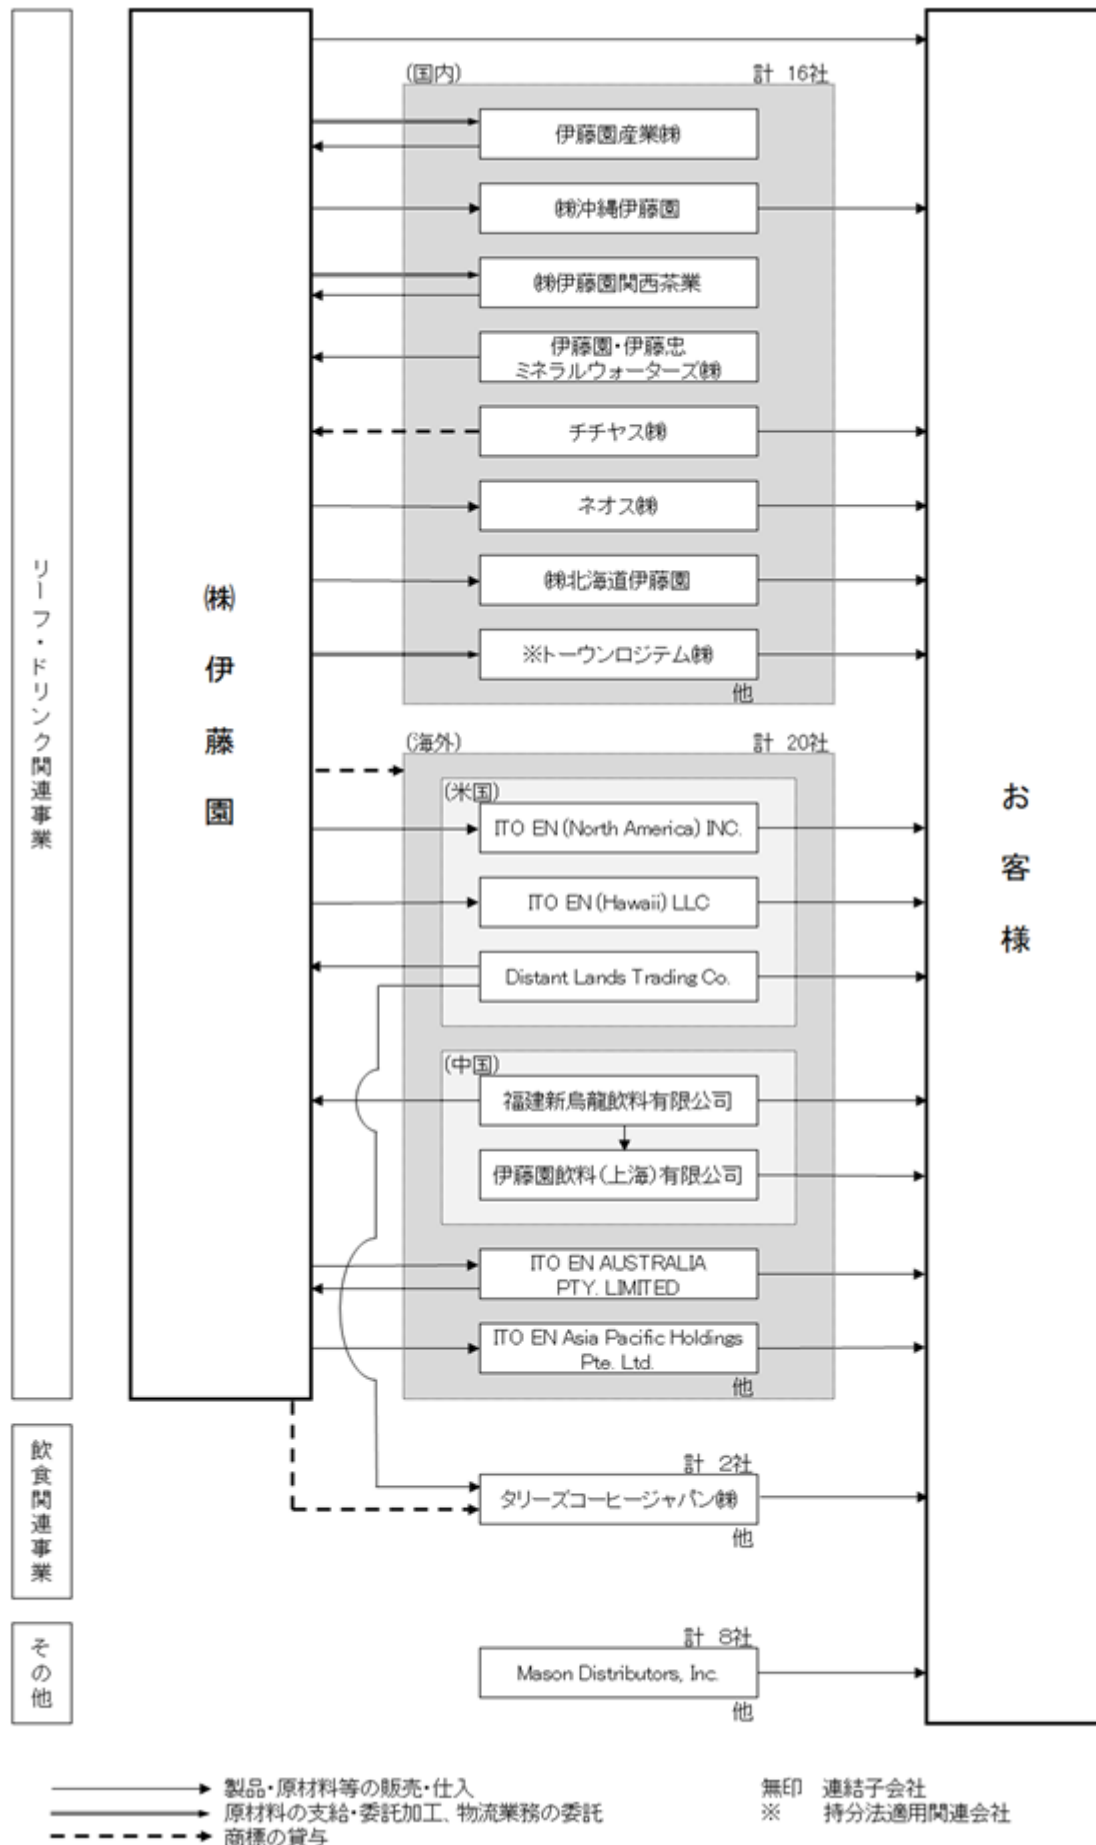 リーフ・ドリンク関連事業
㈱伊藤園
(国内) 計 16社
伊藤園産業㈱
㈱沖縄伊藤園
㈱伊藤園関西茶業
伊藤園・伊藤忠
ミネラルウォーターズ㈱
チチヤス㈱
ネオス㈱
㈱北海道伊藤園
※トーウンロジテム㈱
他
(海外) 計 20社
(米国)
ITO EN (North America) INC.
ITO EN (Hawaii) LLC
Distant Lands Trading Co.
(中国)
福建新烏龍飲料有限公司
伊藤園飲料(上海)有限公司
ITO EN AUSTRALIA
PTY. LIMITED
ITO EN Asia Pacific Holdings
Pte. Ltd.
他
お客様
飲食関連事業
計 2社
タリーズコーヒージャパン㈱
他
その他
計 8社
Mason Distributors, Inc.
他
製品・原材料等の販売・仕入 無印 連結子会社
原材料の支給・委託加工、物流業務の委託 ※ 持分法適用関連会社
商標の貸与